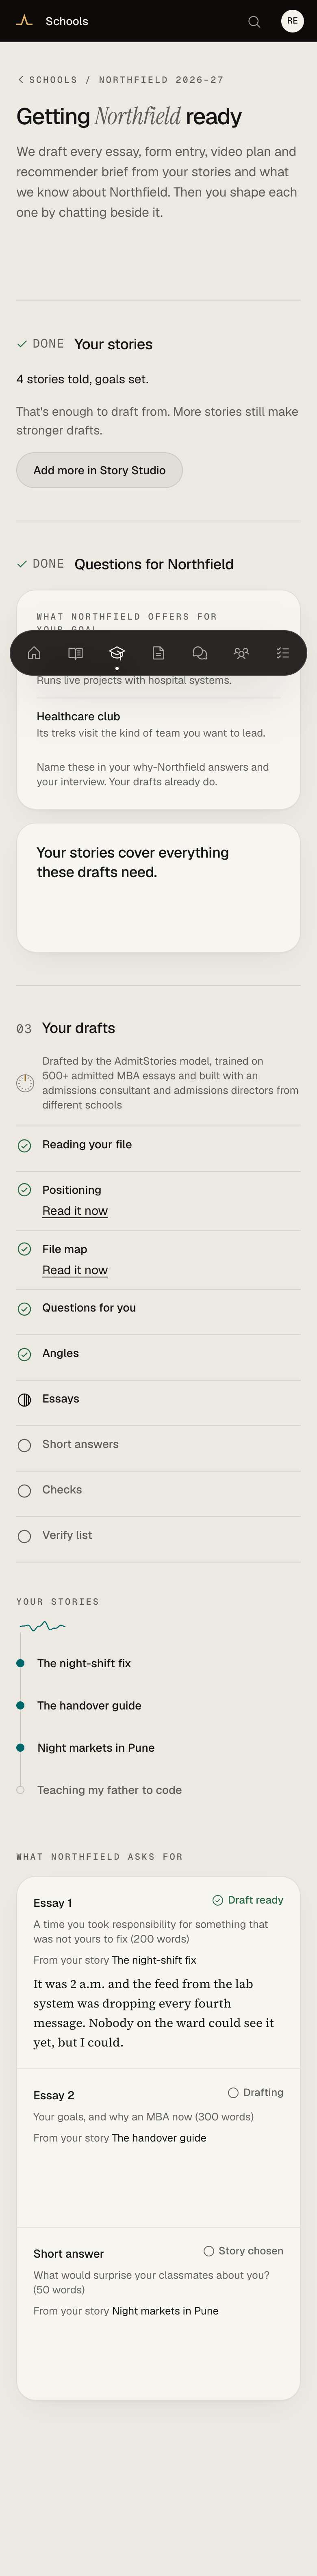 Schools
RE
SCHOOLS / NORTHFIELD 2026–27
Getting Northfield ready
We draft every essay, form entry, video plan and
recommender brief from your stories and what
we know about Northfield. Then you shape each
one by chatting beside it.
DONE Your stories
4 stories told, goals set.
That's enough to draft from. More stories still make
stronger drafts.
Add more in Story Studio
DONE Questions for Northfield
WHAT NORTHFIELD OFFERS FOR
YOUR GOAL
Runs live projects with hospital systems.
Healthcare club
Its treks visit the kind of team you want to lead.
Name these in your why-Northfield answers and
your interview. Your drafts already do.
Your stories cover everything
these drafts need.
03 Your drafts
Drafted by the AdmitStories model, trained on
500+ admitted MBA essays and built with an
admissions consultant and admissions directors from
different schools
Reading your file
Positioning
Read it now
File map
Read it now
Questions for you
Angles
Essays
Short answers
Checks
Verify list
YOUR STORIES
The night-shift fix
The handover guide
Night markets in Pune
Teaching my father to code
WHAT NORTHFIELD ASKS FOR
Essay 1
Draft ready
A time you took responsibility for something that
was not yours to fix (200 words)
From your story The night-shift fix
It was 2 a.m. and the feed from the lab
system was dropping every fourth
message. Nobody on the ward could see it
yet, but I could.
Essay 2
Drafting
Your goals, and why an MBA now (300 words)
From your story The handover guide
Short answer
Story chosen
What would surprise your classmates about you?
(50 words)
From your story Night markets in Pune